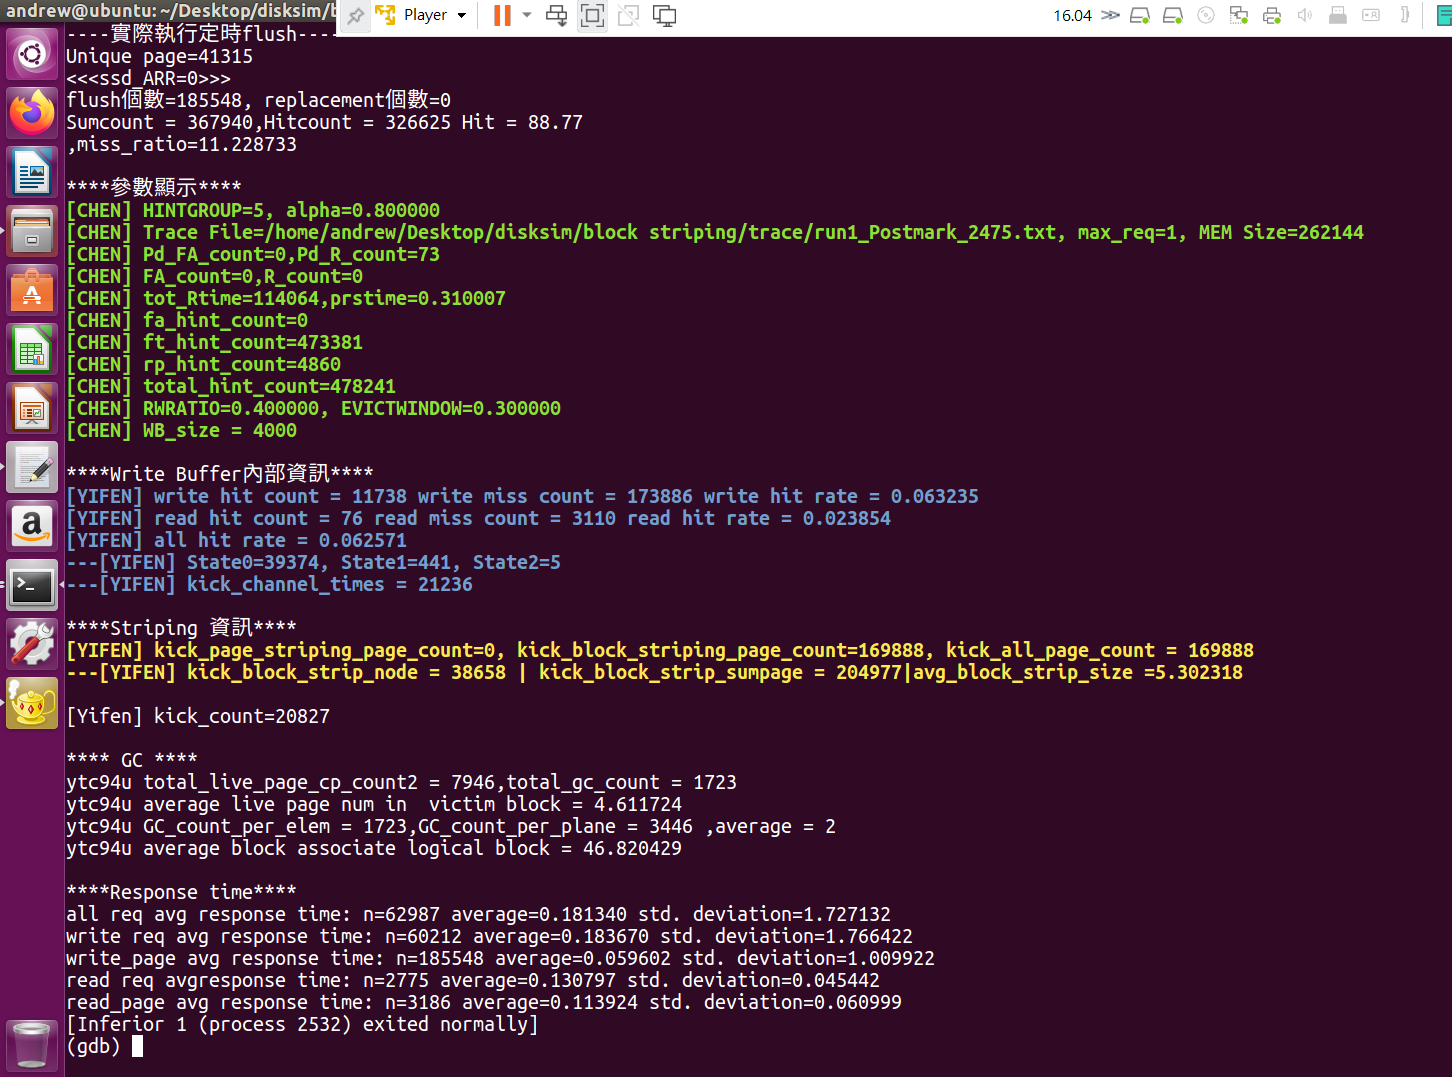 andrew@ubuntu: ~/Desktop/disksim/b
Player
16.04
----實際執行定時flush----
Unique page=41315
<<<ssd_ARR=0>>>
flush個數=185548, replacement個數=0
Sumcount = 367940,Hitcount = 326625 Hit = 88.77
,miss_ratio=11.228733
****參數顯示****
[CHEN] HINTGROUP=5, alpha=0.800000
[CHEN] Trace File=/home/andrew/Desktop/disksim/block striping/trace/run1_Postmark_2475.txt, max_req=1, MEM Size=262144
[CHEN] Pd_FA_count=0,Pd_R_count=73
[CHEN] FA_count=0,R_count=0
[CHEN] tot_Rtime=114064,prstime=0.310007
[CHEN] fa_hint_count=0
[CHEN] ft_hint_count=473381
[CHEN] rp_hint_count=4860
[CHEN] total_hint_count=478241
[CHEN] RWRATIO=0.400000, EVICTWINDOW=0.300000
[CHEN] WB_size = 4000
****Write Buffer內部資訊****
[YIFEN] write hit count = 11738 write miss count = 173886 write hit rate = 0.063235
[YIFEN] read hit count = 76 read miss count = 3110 read hit rate = 0.023854
[YIFEN] all hit rate = 0.062571
---[YIFEN] State0=39374, State1=441, State2=5
---[YIFEN] kick_channel_times = 21236
****Striping 資訊****
[YIFEN] kick_page_striping_page_count=0, kick_block_striping_page_count=169888, kick_all_page_count = 169888
---[YIFEN] kick_block_strip_node = 38658 | kick_block_strip_sumpage = 204977|avg_block_strip_size =5.302318
[Yifen] kick_count=20827
**** GC ****
ytc94u total_live_page_cp_count2 = 7946,total_gc_count = 1723
ytc94u average live page num in  victim block = 4.611724
ytc94u GC_count_per_elem = 1723,GC_count_per_plane = 3446 ,average = 2
ytc94u average block associate logical block = 46.820429
****Response time****
all req avg response time: n=62987 average=0.181340 std. deviation=1.727132
write req avg response time: n=60212 average=0.183670 std. deviation=1.766422
write_page avg response time: n=185548 average=0.059602 std. deviation=1.009922
read req avgresponse time: n=2775 average=0.130797 std. deviation=0.045442
read_page avg response time: n=3186 average=0.113924 std. deviation=0.060999
[Inferior 1 (process 2532) exited normally]
(gdb)